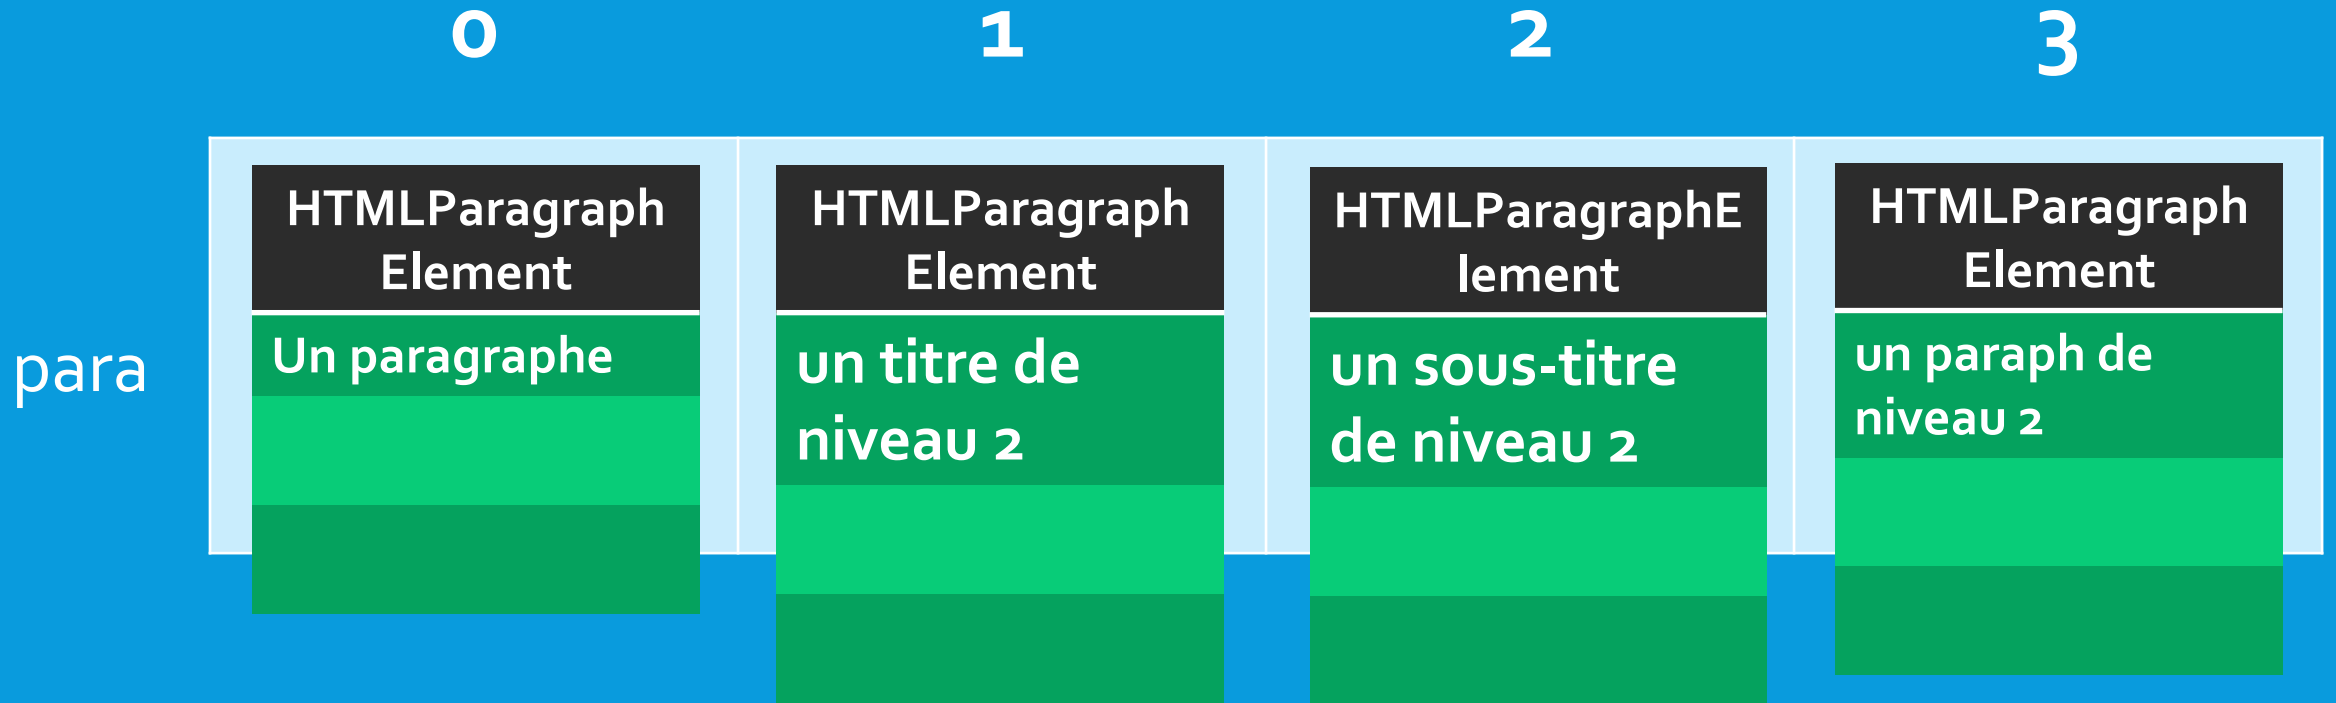 0 1 2 3
para
HTMLParagraph
Element
Un paragraphe
HTMLParagraph
Element
un titre de
niveau 2
HTMLParagraphE
lement
un sous-titre
de niveau 2
HTMLParagraph
Element
un paraph de
niveau 2